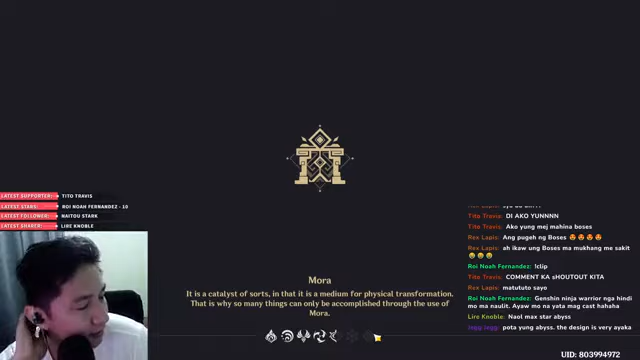 LATEST SUPPORTER: TITO TRAVIS
LATEST STARS: ROI NOAH FERNANDEZ - 10
LATEST FOLLOWER: NAITOU STARK
LATEST SHARER: LIRE KNOBLE
Mora
It is a catalyst of sorts, in that it is a medium for physical transformation.
That is why so many things can only be accomplished through the use of
Mora.
Tito Travis: DI AKO YUNNNN
Tito Travis: Ako yung mej mahina boses
Rex Lapis: Ang pugeh ng Boses
Rex Lapis: ah ikaw ung Boses ma mukhang me sakit
Roi Noah Fernandez: !clip
Tito Travis: COMMENT KA sHOUTOUT KITA
Rex Lapis: matututo sayo
Roi Noah Fernandez: Genshin ninja warrior nga hindi
mo ma naulit. Ayaw mo na yata mag cast hahaha
Lire Knoble: Naol max star abyss
Jegg Jegg: pota yung abyss. the design is very ayaka
UID: 803994972